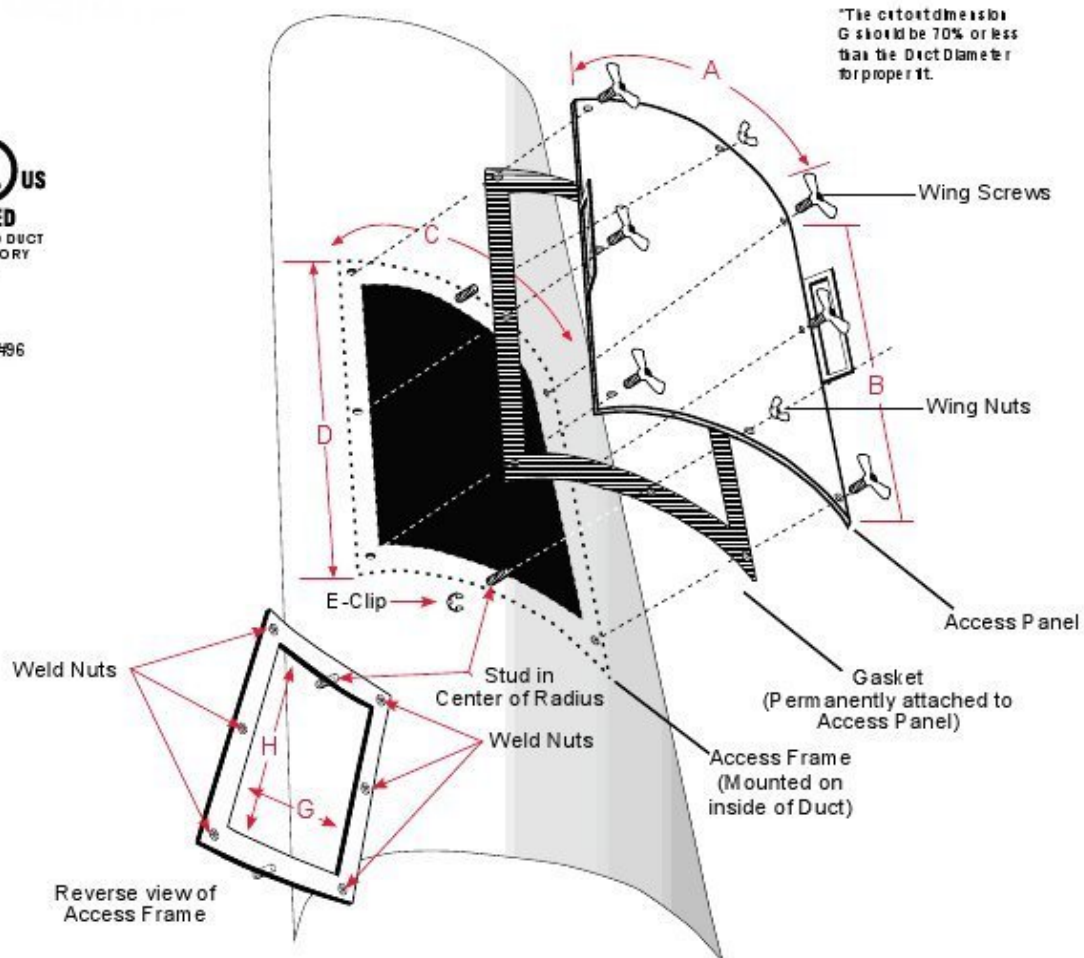 "The cutout dimension
G should be 70% or less
than the Duct Diameter
for proper fit.
A
US
ED
DUCT
ORY
#96
Wing Screws
C
B
D
Wing Nuts
E-Clip
Access Panel
Weld Nuts
Stud in
Center of Radius
Gasket
(Permanently attached to
Access Panel)
Weld Nuts
H
G
Access Frame
(Mounted on
inside of Duct)
Reverse view of
Access Frame